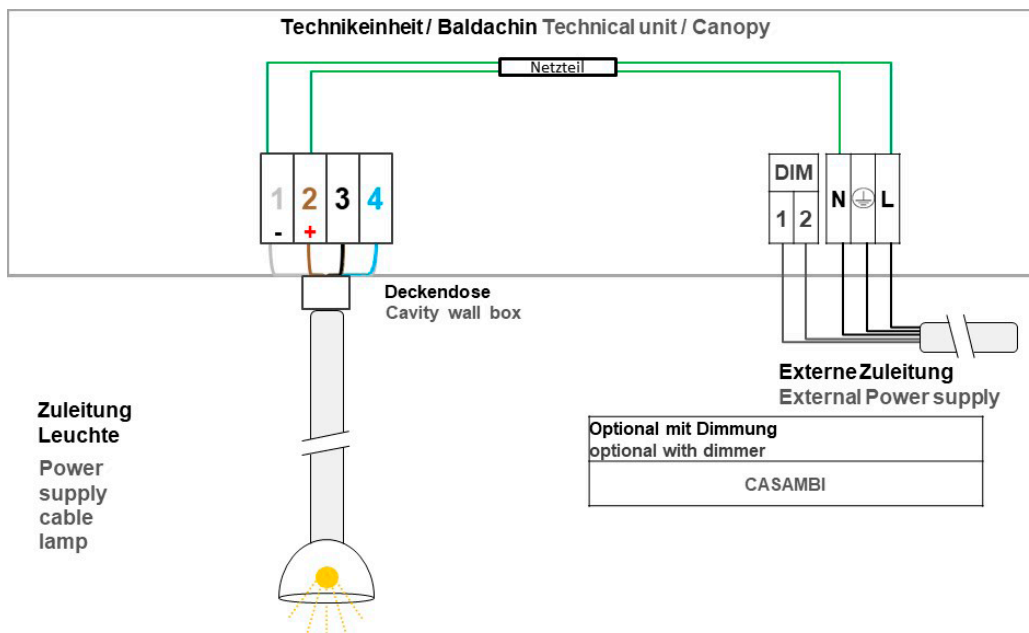 Technikeinheit / Baldachin Technical unit / Canopy
Netzteil
1 2 3 4
- +
DIM
1 2
N L
Deckendose
Cavity wall box
Externe Zuleitung
External Power supply
Zuleitung
Leuchte
Power
supply
cable
lamp
Optional mit Dimmung
optional with dimmer
CASAMBI